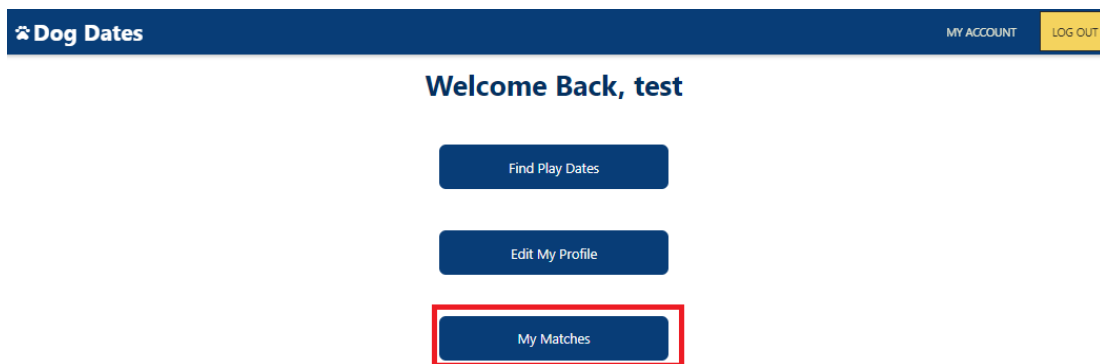 Dog Dates
MY ACCOUNT
LOG OUT
Welcome Back, test
Find Play Dates
Edit My Profile
My Matches